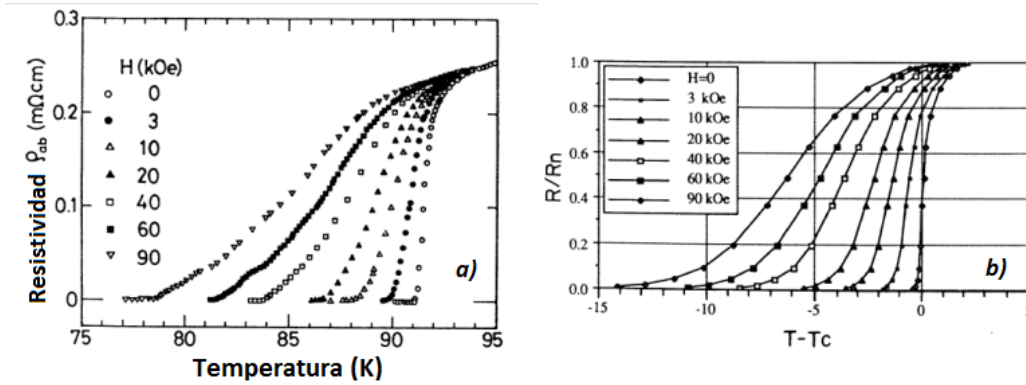 Resistividad ρab (mΩcm)
0.3
0.2
0.1
0
H (kOe)
0
3
10
20
40
60
90
a)
75
80
85
90
95
Temperatura (K)
R/Rn
1.0
0.8
0.6
0.4
0.2
0.0
H=0
3 kOe
10 kOe
20 kOe
40 kOe
60 kOe
90 kOe
b)
-15
-10
-5
0
T-Tc